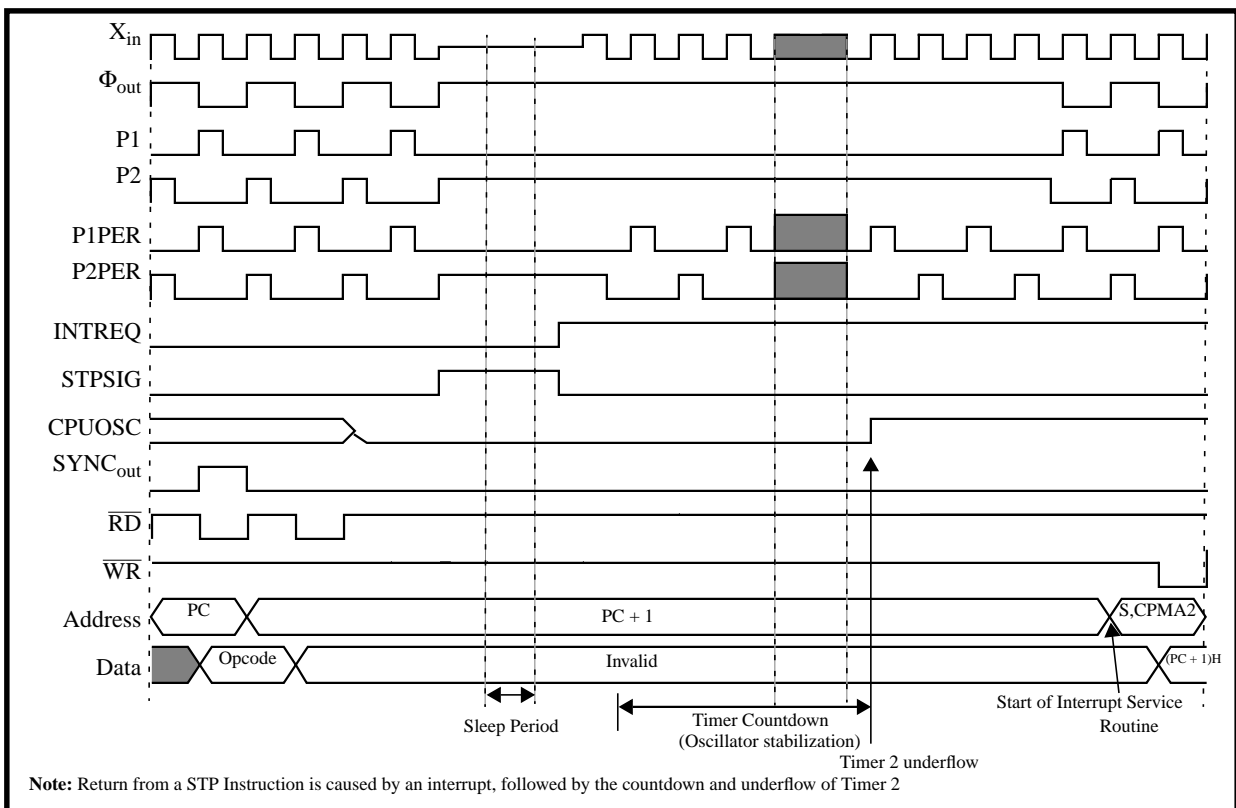 Xin
Φout
P1
P2
P1PER
P2PER
INTREQ
STPSIG
CPUOSC
SYNCout
RD
WR
Address PC PC + 1 S,CPMA2
Data Opcode Invalid (PC + 1)H
Sleep Period
Timer Countdown
(Oscillator stabilization)
Timer 2 underflow
Start of Interrupt Service
Routine
Note: Return from a STP Instruction is caused by an interrupt, followed by the countdown and underflow of Timer 2